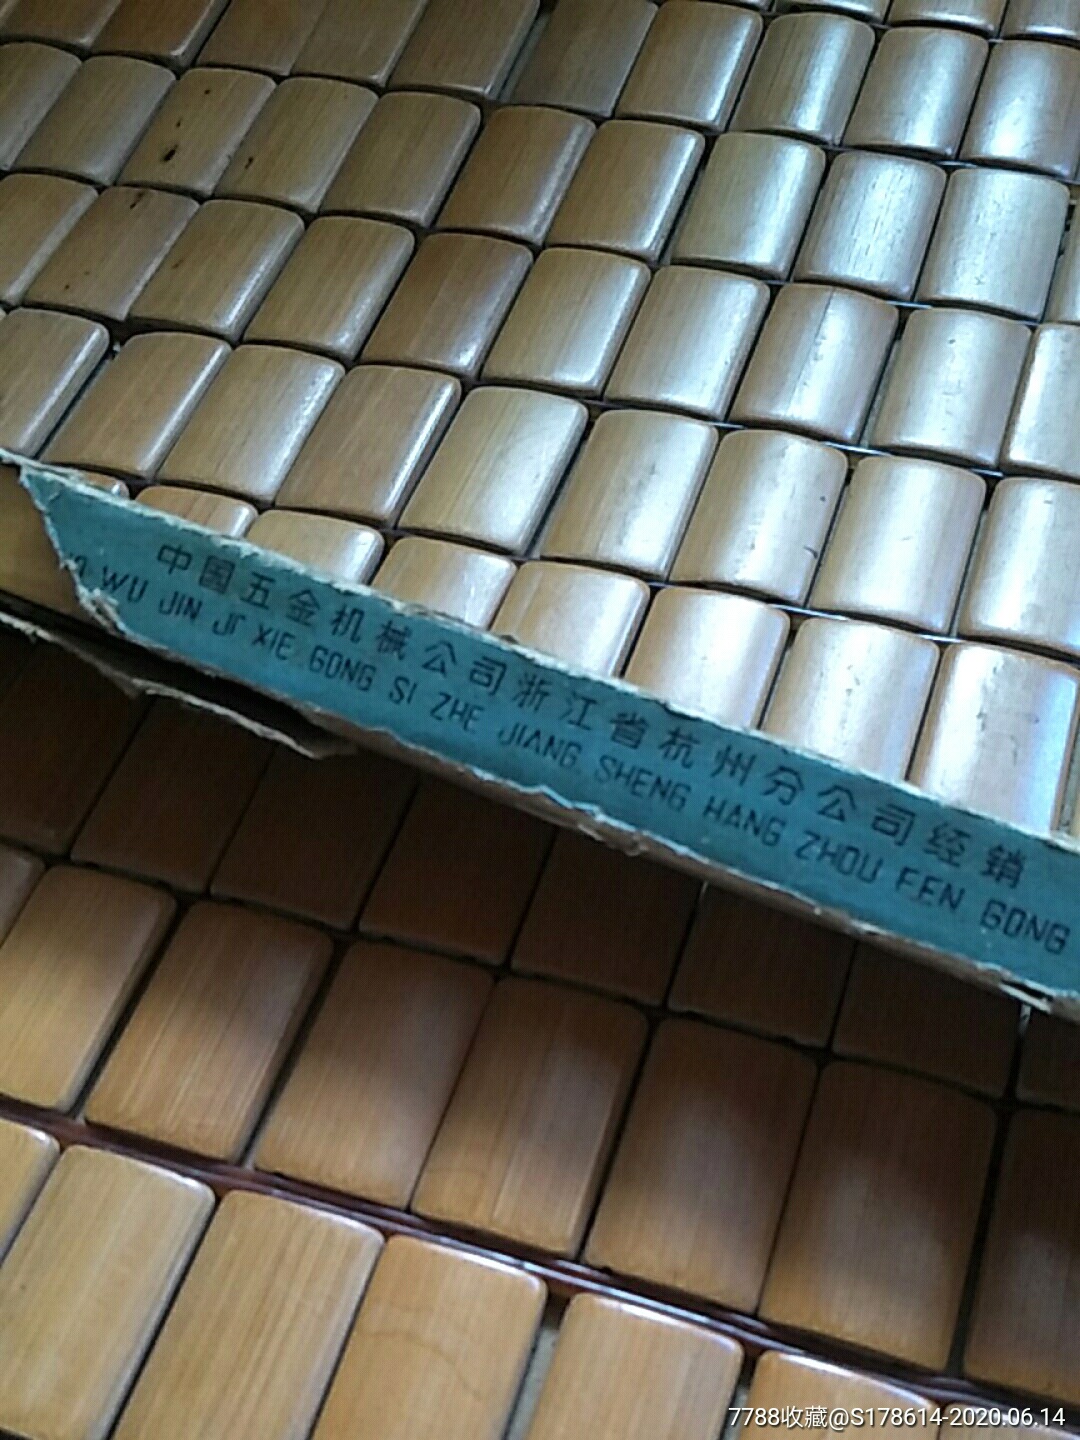 中国五金机械公司浙江省杭州分公司经销
WU JIN JI XIE GONG SI ZHE JIANG SHENG HANG ZHOU FEN GONG
7788收藏@S178614-2020.06.14